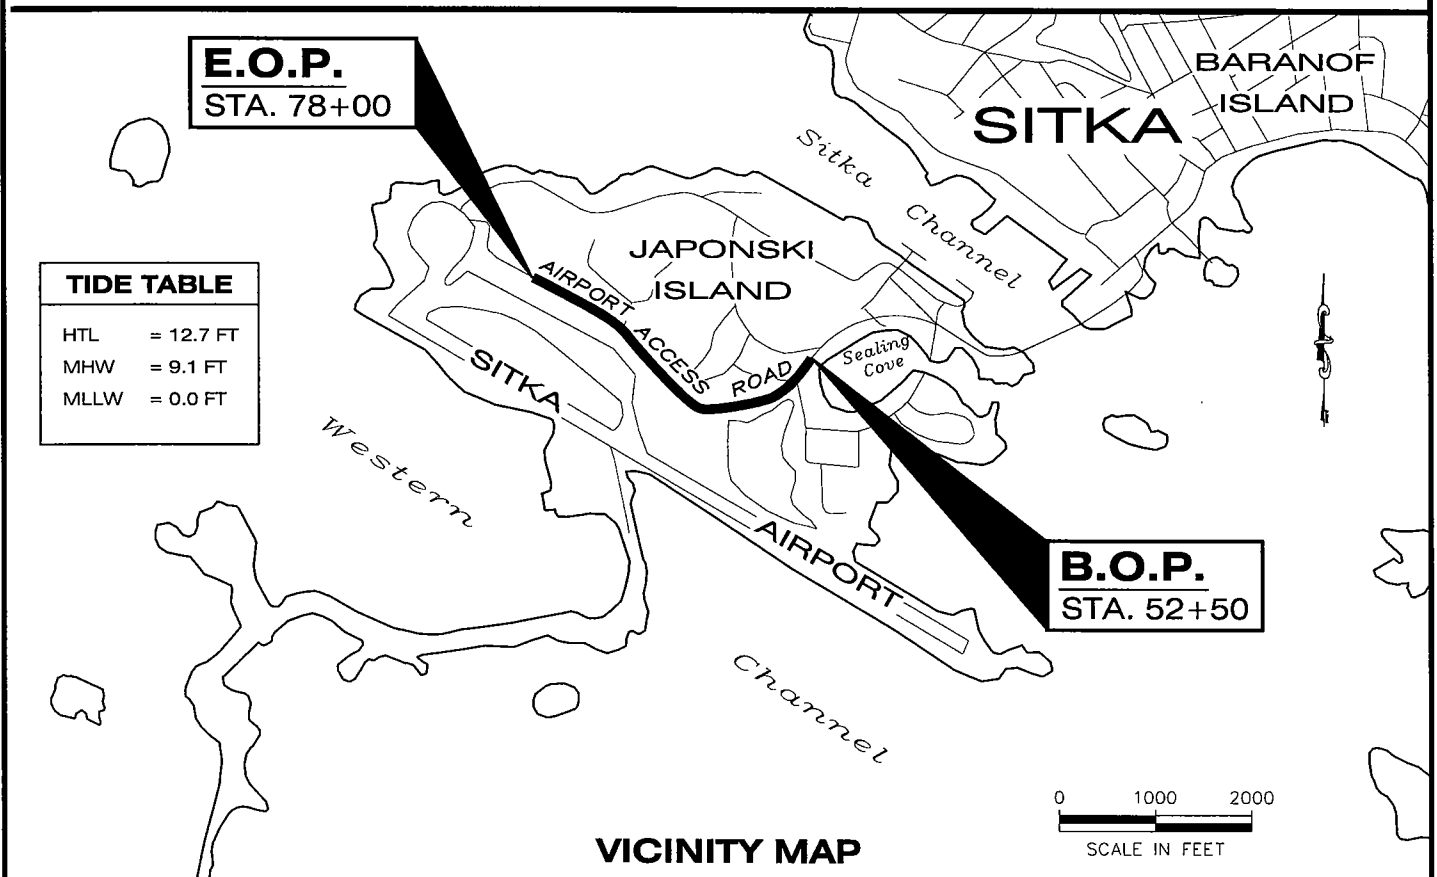 E.O.P.
STA. 78+00
BARANOF
ISLAND
SITKA
Sitka Channel
JAPONSKI
ISLAND
TIDE TABLE
HTL = 12.7 FT
MHW = 9.1 FT
MLLW = 0.0 FT
AIRPORT ACCESS ROAD
Sealing
Cove
SITKA AIRPORT
Western Channel
B.O.P.
STA. 52+50
0 1000 2000
SCALE IN FEET
VICINITY MAP